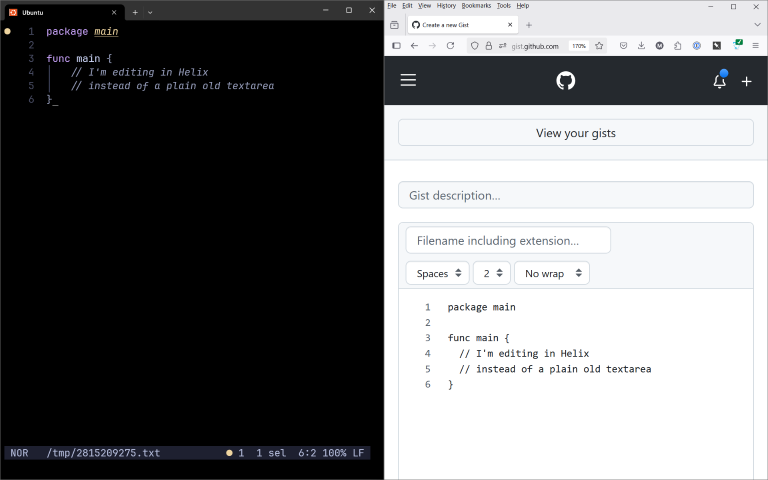 Ubuntu
1 package main
2
3 func main {
4 // I'm editing in Helix
5 // instead of a plain old textarea
6 }_
NOR /tmp/2815209275.txt 1 1 sel 6:2 100% LF
File Edit View History Bookmarks Tools Help
Create a new Gist
gist.github.com 170%
View your gists
Gist description...
Filename including extension...
Spaces 2 No wrap
1 package main
2
3 func main {
4 // I'm editing in Helix
5 // instead of a plain old textarea
6 }